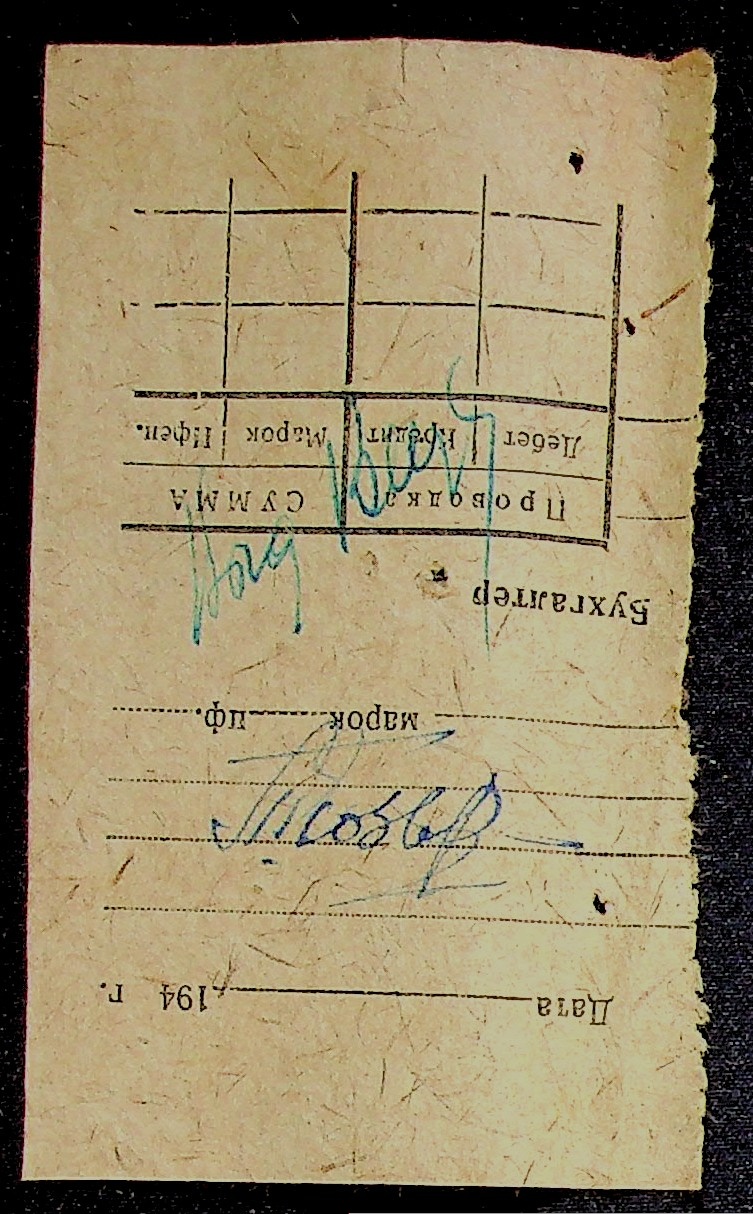 Дата 194 г.
марок пф.
Бухгалтер
Проводка СУММА
Дебет Кредит Марок Пфен.